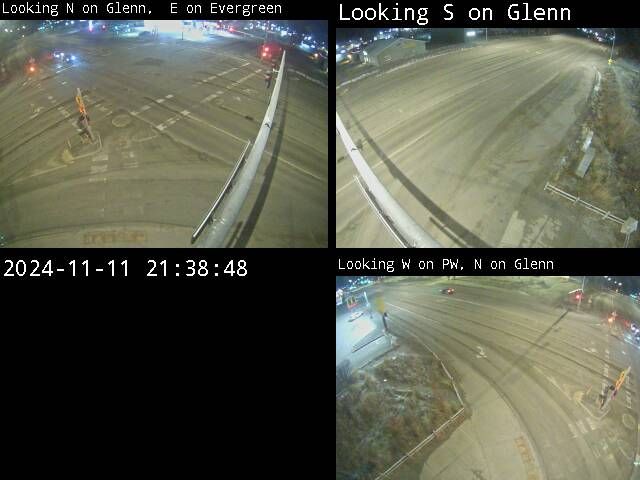 Looking N on Glenn,  E on Evergreen
Looking S on Glenn
2024-11-11 21:38:48
Looking W on PW, N on Glenn